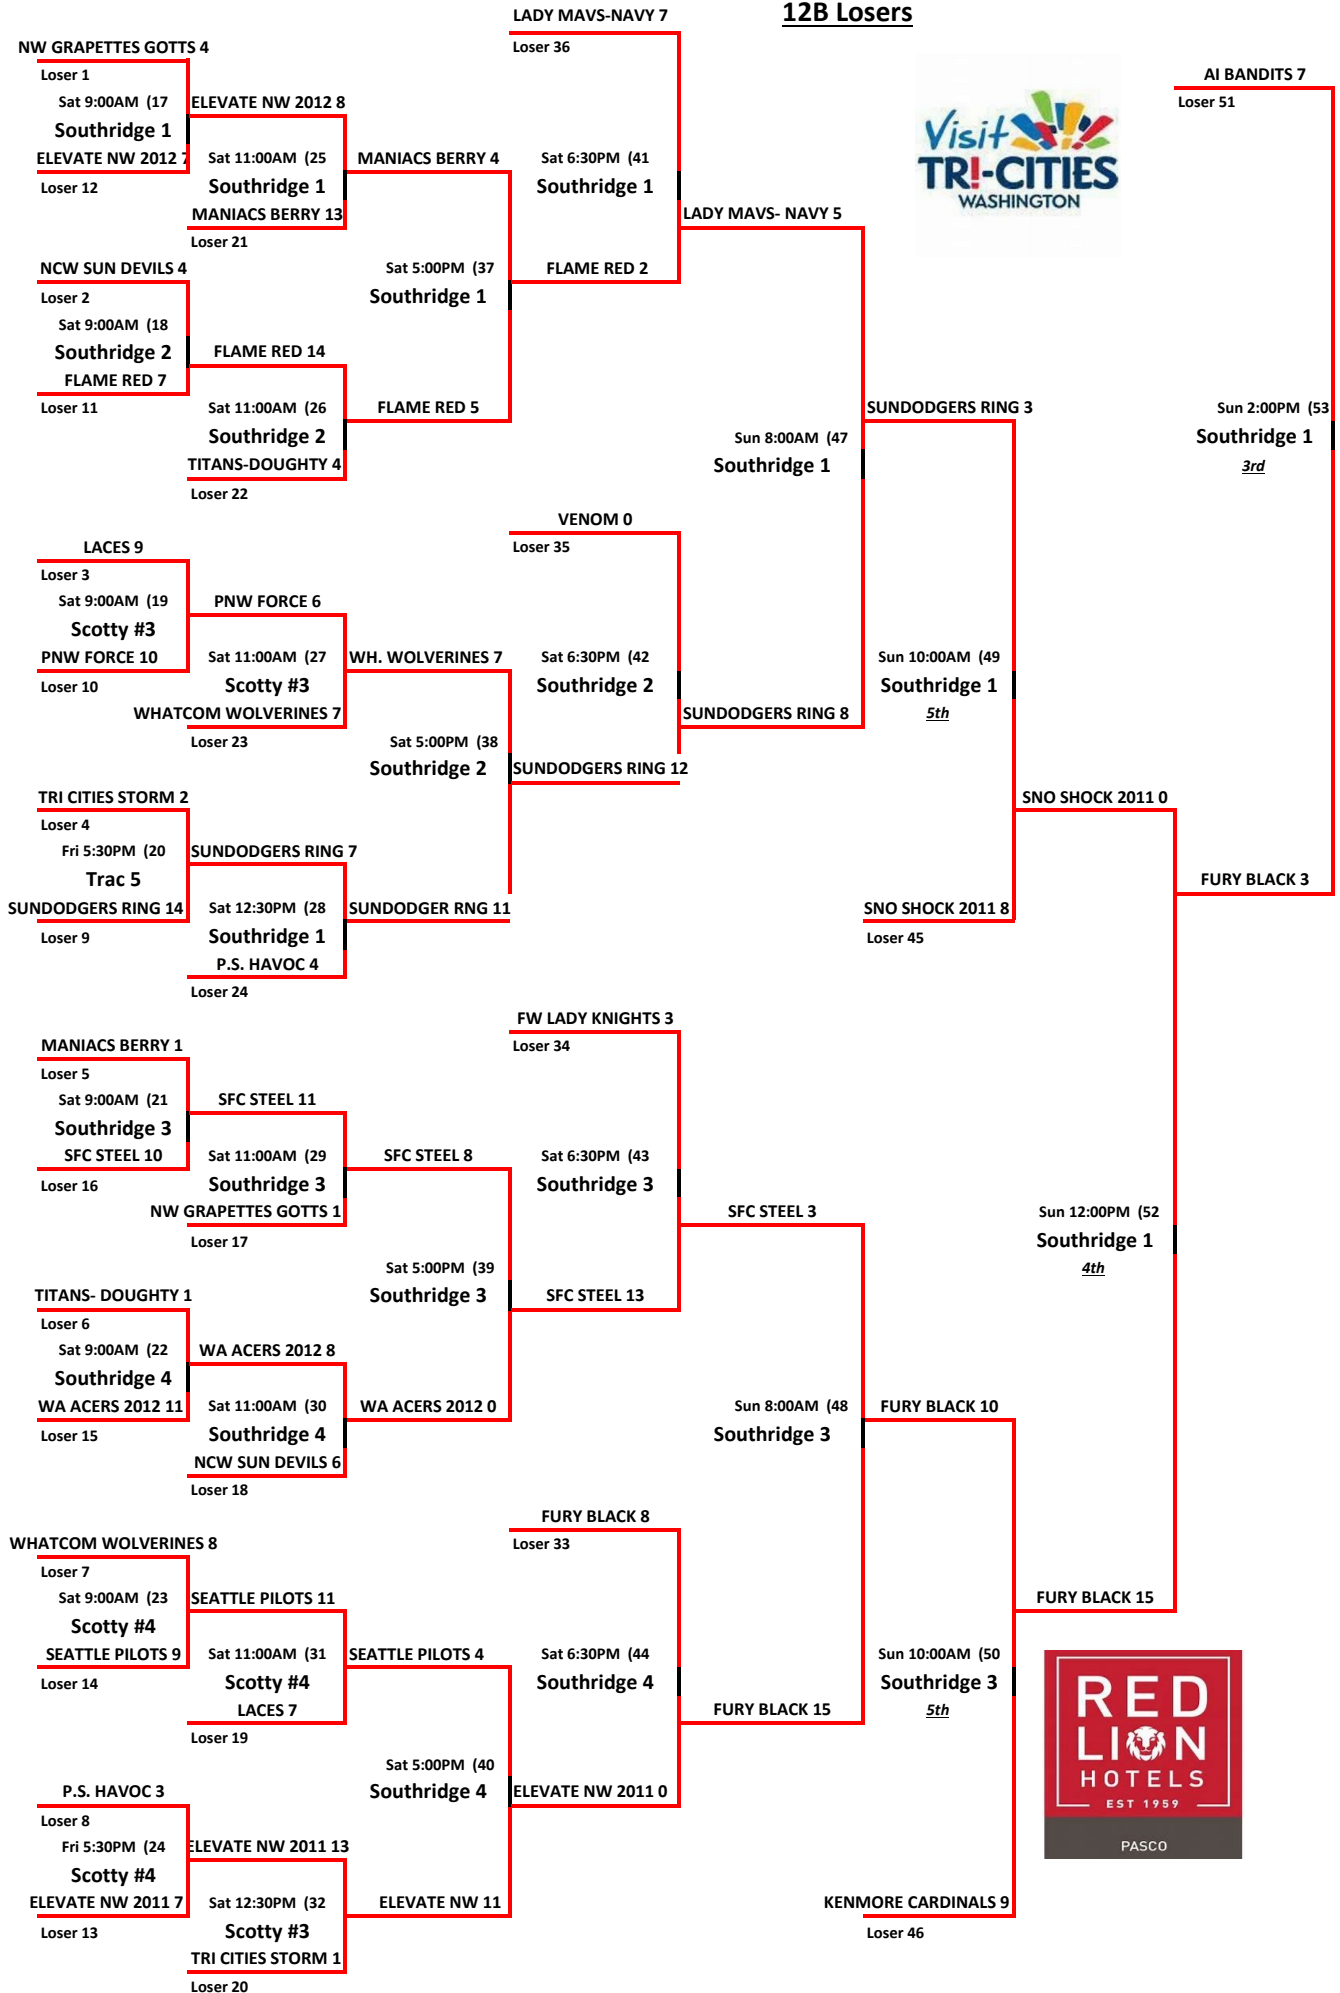 12B Losers
LADY MAVS-NAVY 7
Loser 36
NW GRAPETTES GOTTS 4
Loser 1
Sat 9:00AM (17
Southridge 1
ELEVATE NW 2012 7
Loser 12
ELEVATE NW 2012 8
Sat 11:00AM (25
Southridge 1
MANIACS BERRY 13
Loser 21
MANIACS BERRY 4
Sat 6:30PM (41
Southridge 1
LADY MAVS- NAVY 5
NCW SUN DEVILS 4
Loser 2
Sat 9:00AM (18
Southridge 2
FLAME RED 7
Loser 11
Sat 5:00PM (37
Southridge 1
FLAME RED 2
FLAME RED 14
Sat 11:00AM (26
Southridge 2
TITANS-DOUGHTY 4
Loser 22
FLAME RED 5
AI BANDITS 7
Loser 51
Visit
TR!-CITIES
WASHINGTON
SUNDODGERS RING 3
Sun 8:00AM (47
Southridge 1
Sun 2:00PM (53
Southridge 1
3rd
VENOM 0
Loser 35
LACES 9
Loser 3
Sat 9:00AM (19
Scotty #3
PNW FORCE 10
Loser 10
PNW FORCE 6
Sat 11:00AM (27
Scotty #3
WHATCOM WOLVERINES 7
Loser 23
WH. WOLVERINES 7
Sat 6:30PM (42
Southridge 2
SUNDODGERS RING 8
Sun 10:00AM (49
Southridge 1
5th
Sat 5:00PM (38
Southridge 2
SUNDODGERS RING 12
TRI CITIES STORM 2
Loser 4
Fri 5:30PM (20
Trac 5
SUNDODGERS RING 14
Loser 9
SUNDODGERS RING 7
Sat 12:30PM (28
Southridge 1
P.S. HAVOC 4
Loser 24
SUNDODGER RNG 11
SNO SHOCK 2011 0
SNO SHOCK 2011 8
Loser 45
FURY BLACK 3
FW LADY KNIGHTS 3
Loser 34
MANIACS BERRY 1
Loser 5
Sat 9:00AM (21
Southridge 3
SFC STEEL 10
Loser 16
SFC STEEL 11
Sat 11:00AM (29
Southridge 3
NW GRAPETTES GOTTS 1
Loser 17
SFC STEEL 8
Sat 6:30PM (43
Southridge 3
SFC STEEL 3
Sun 12:00PM (52
Southridge 1
4th
Sat 5:00PM (39
Southridge 3
SFC STEEL 13
TITANS- DOUGHTY 1
Loser 6
Sat 9:00AM (22
Southridge 4
WA ACERS 2012 11
Loser 15
WA ACERS 2012 8
Sat 11:00AM (30
Southridge 4
NCW SUN DEVILS 6
Loser 18
WA ACERS 2012 0
Sun 8:00AM (48
Southridge 3
FURY BLACK 10
FURY BLACK 8
Loser 33
WHATCOM WOLVERINES 8
Loser 7
Sat 9:00AM (23
Scotty #4
SEATTLE PILOTS 9
Loser 14
SEATTLE PILOTS 11
Sat 11:00AM (31
Scotty #4
LACES 7
Loser 19
SEATTLE PILOTS 4
Sat 6:30PM (44
Southridge 4
FURY BLACK 15
Sun 10:00AM (50
Southridge 3
5th
FURY BLACK 15
Sat 5:00PM (40
Southridge 4
ELEVATE NW 2011 0
P.S. HAVOC 3
Loser 8
Fri 5:30PM (24
Scotty #4
ELEVATE NW 2011 7
Loser 13
ELEVATE NW 2011 13
Sat 12:30PM (32
Scotty #3
TRI CITIES STORM 1
Loser 20
ELEVATE NW 11
KENMORE CARDINALS 9
Loser 46
RED
LION
HOTELS
EST 1959
PASCO